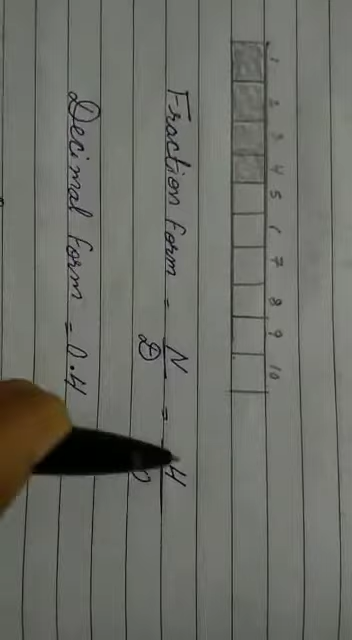 1 2 3 4 5 6 7 8 9 10
Fraction form = N/D = 4/
Decimal form = 0.4